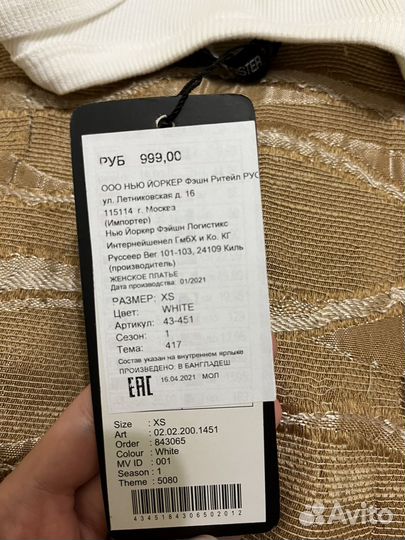 STER
РУБ 999,00
ООО НЬЮ ЙОРКЕР Фэшн Ритейл РУС
ул. Летниковская д. 16
115114 г. Москва
(Импортер)
Нью Йоркер Фэйшн Логистикс
Интернейшенел ГмбХ и Ко. КГ
Руссеер Вег 101-103, 24109 Киль
(производитель)
ЖЕНСКОЕ ПЛАТЬЕ
Дата производства: 01/2021
РАЗМЕР: XS
Цвет: WHITE
Артикул: 43-451
Сезон: 1
Тема: 417
Состав указан на внутреннем ярлыке
ПРОИЗВЕДЕНО В БАНГЛАДЕШ
EAC 16.04.2021 МОЛ
Size : XS
Art : 02.02.200.1451
Order : 843065
Colour : White
MV ID : 001
Season : 1
Theme : 5080
4345184306502012
Avito